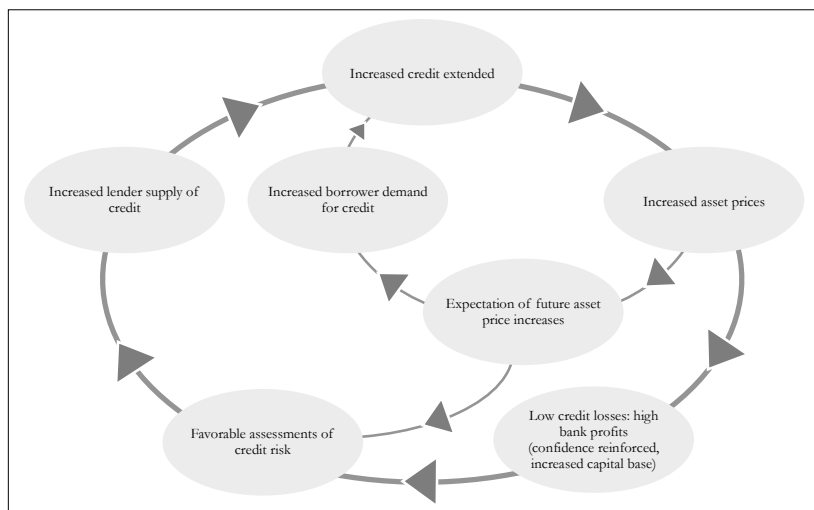 Increased credit extended
Increased lender supply of
credit
Increased borrower demand
for credit
Increased asset prices
Expectation of future asset
price increases
Favorable assessments of
credit risk
Low credit losses: high
bank profits
(confidence reinforced,
increased capital base)